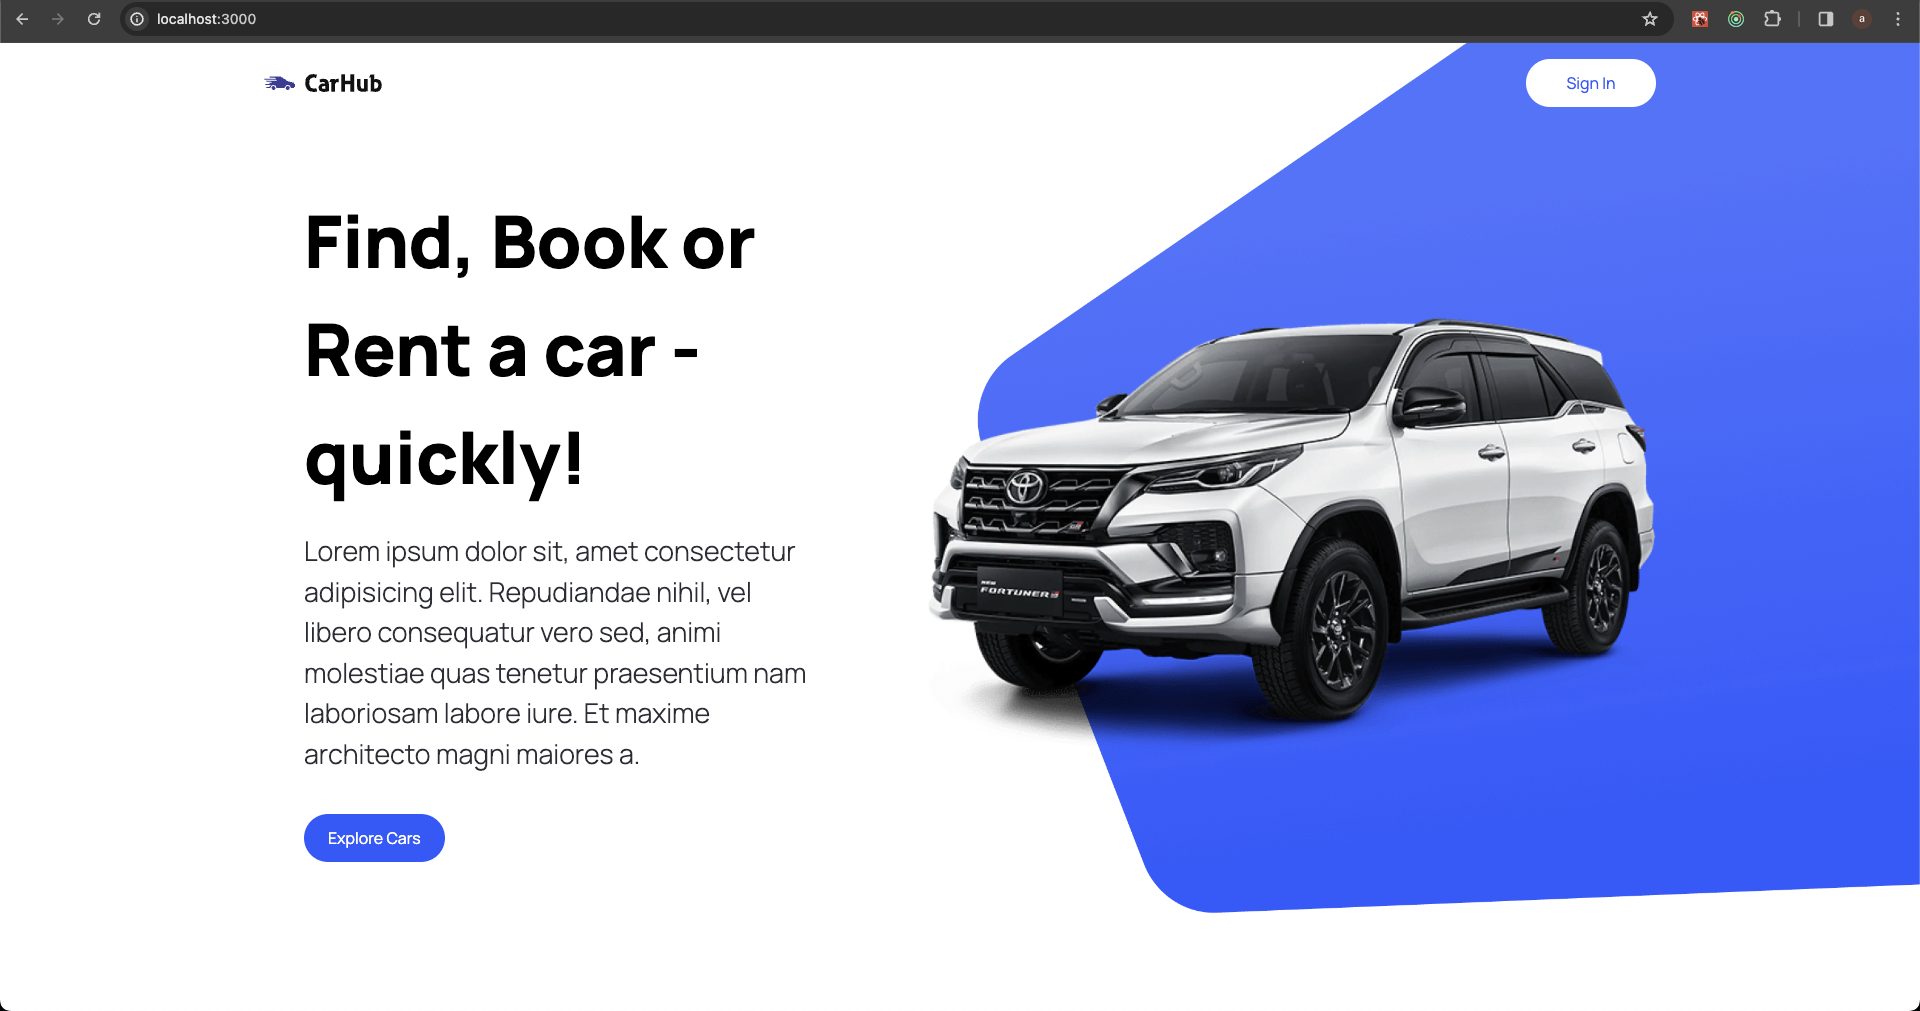 localhost:3000
a
CarHub
Sign In
Find, Book or
Rent a car -
quickly!
Lorem ipsum dolor sit, amet consectetur
adipisicing elit. Repudiandae nihil, vel
libero consequatur vero sed, animi
molestiae quas tenetur praesentium nam
laboriosam labore iure. Et maxime
architecto magni maiores a.
Explore Cars
NEW
FORTUNER